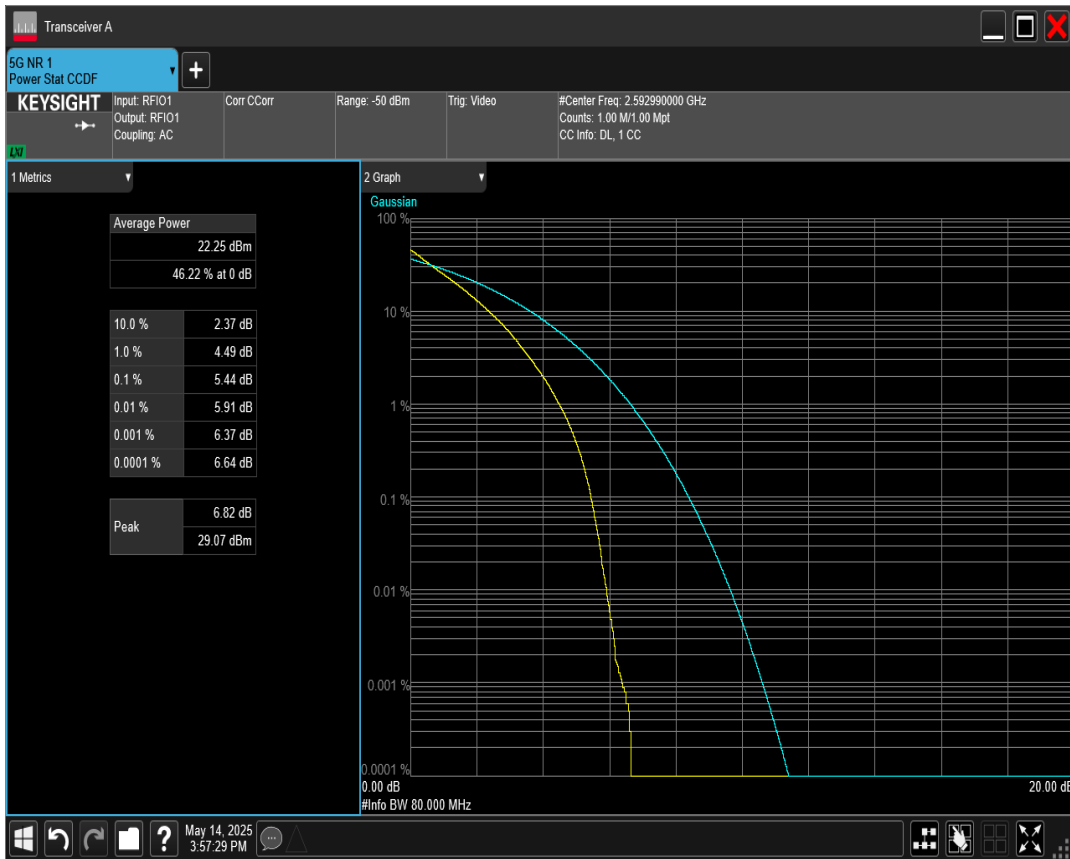 Transceiver A
5G NR 1
Power Stat CCDF
+
KEYSIGHT
LXI
Input: RFIO1
Output: RFIO1
Coupling: AC
Corr CCorr
Range: -50 dBm
Trig: Video
#Center Freq: 2.592990000 GHz
Counts: 1.00 M/1.00 Mpt
CC Info: DL, 1 CC
1 Metrics
Average Power
22.25 dBm
46.22 % at 0 dB
10.0 % 2.37 dB
1.0 % 4.49 dB
0.1 % 5.44 dB
0.01 % 5.91 dB
0.001 % 6.37 dB
0.0001 % 6.64 dB
Peak 6.82 dB
29.07 dBm
2 Graph
Gaussian
100 %
10 %
1 %
0.1 %
0.01 %
0.001 %
0.0001 %
0.00 dB 20.00 dB
#Info BW 80.000 MHz
?
May 14, 2025
3:57:29 PM